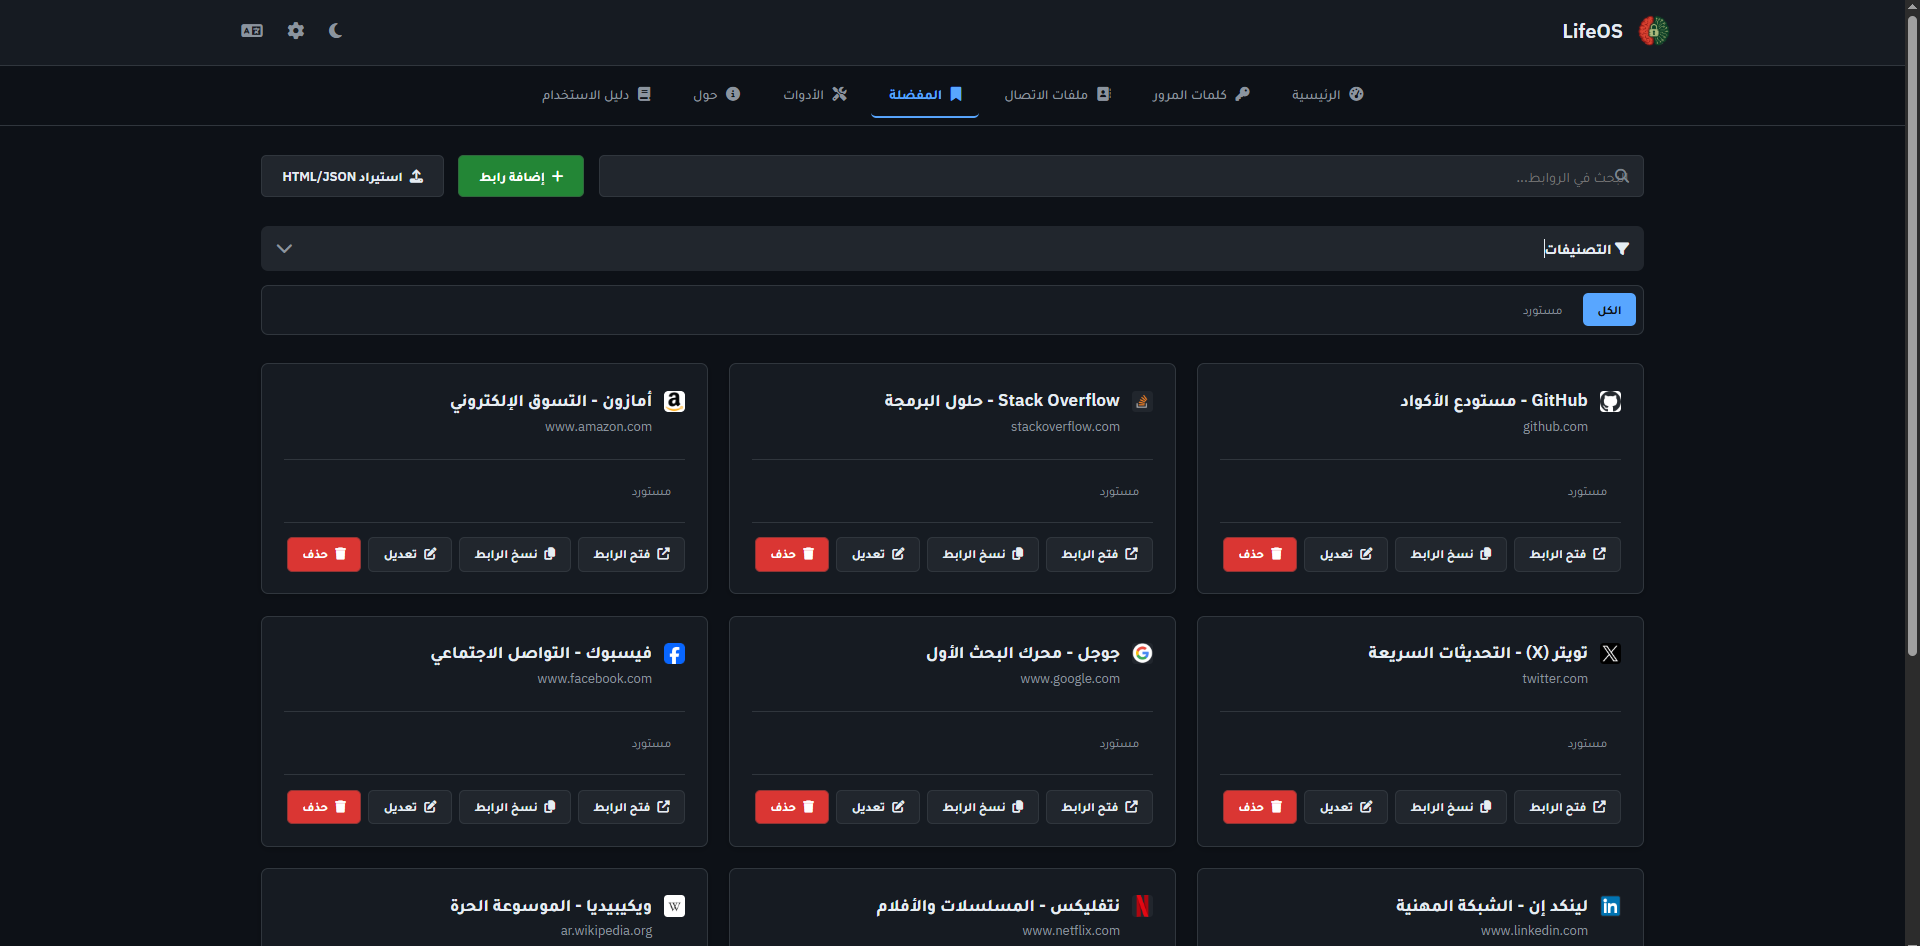 LifeOS
الرئيسية
كلمات المرور
ملفات الاتصال
المفضلة
الأدوات
حول
دليل الاستخدام
ابحث في الروابط...
إضافة رابط
استيراد HTML/JSON
التصنيفات
الكل
مستورد
GitHub - مستودع الأكواد
github.com
مستورد
فتح الرابط
نسخ الرابط
تعديل
حذف
Stack Overflow - حلول البرمجة
stackoverflow.com
مستورد
فتح الرابط
نسخ الرابط
تعديل
حذف
أمازون - التسوق الإلكتروني
www.amazon.com
مستورد
فتح الرابط
نسخ الرابط
تعديل
حذف
تويتر (X) - التحديثات السريعة
twitter.com
مستورد
فتح الرابط
نسخ الرابط
تعديل
حذف
جوجل - محرك البحث الأول
www.google.com
مستورد
فتح الرابط
نسخ الرابط
تعديل
حذف
فيسبوك - التواصل الاجتماعي
www.facebook.com
مستورد
فتح الرابط
نسخ الرابط
تعديل
حذف
لينكد إن - الشبكة المهنية
www.linkedin.com
نتفليكس - المسلسلات والأفلام
www.netflix.com
ويكيبيديا - الموسوعة الحرة
ar.wikipedia.org